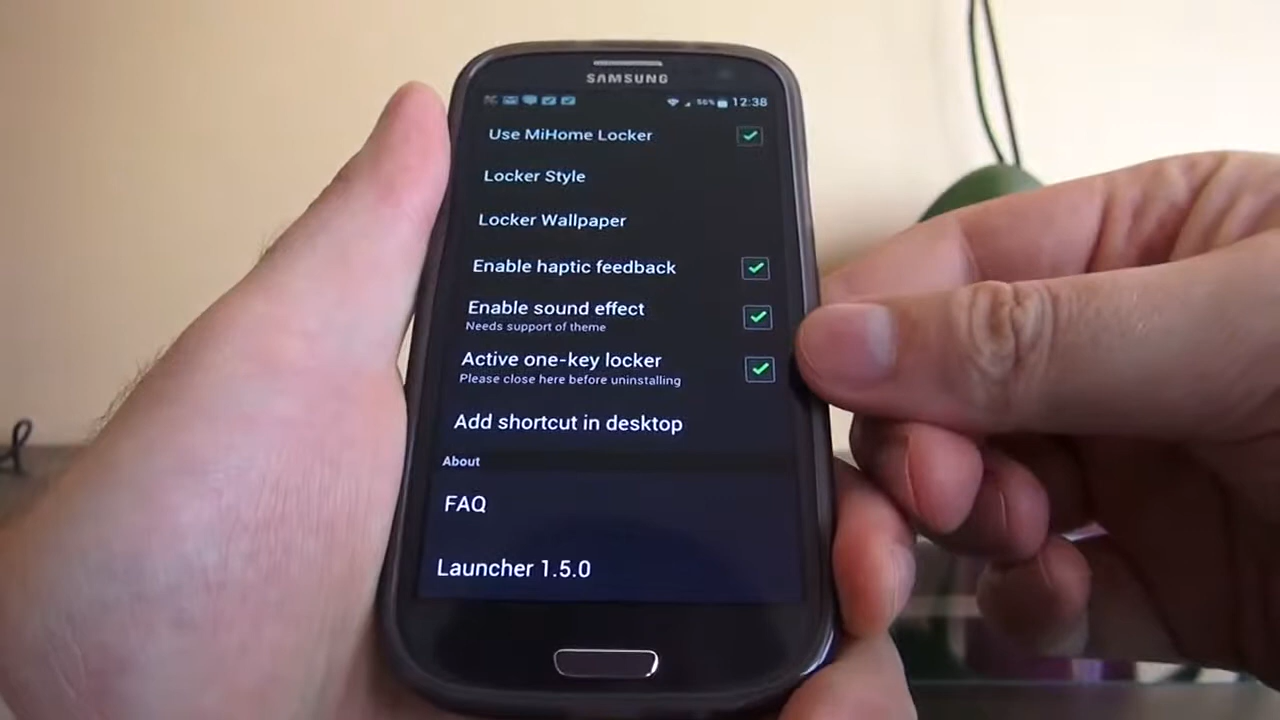 SAMSUNG
56% 12:38
Use MiHome Locker
Locker Style
Locker Wallpaper
Enable haptic feedback
Enable sound effect
Needs support of theme
Active one-key locker
Please close here before uninstalling
Add shortcut in desktop
About
FAQ
Launcher 1.5.0